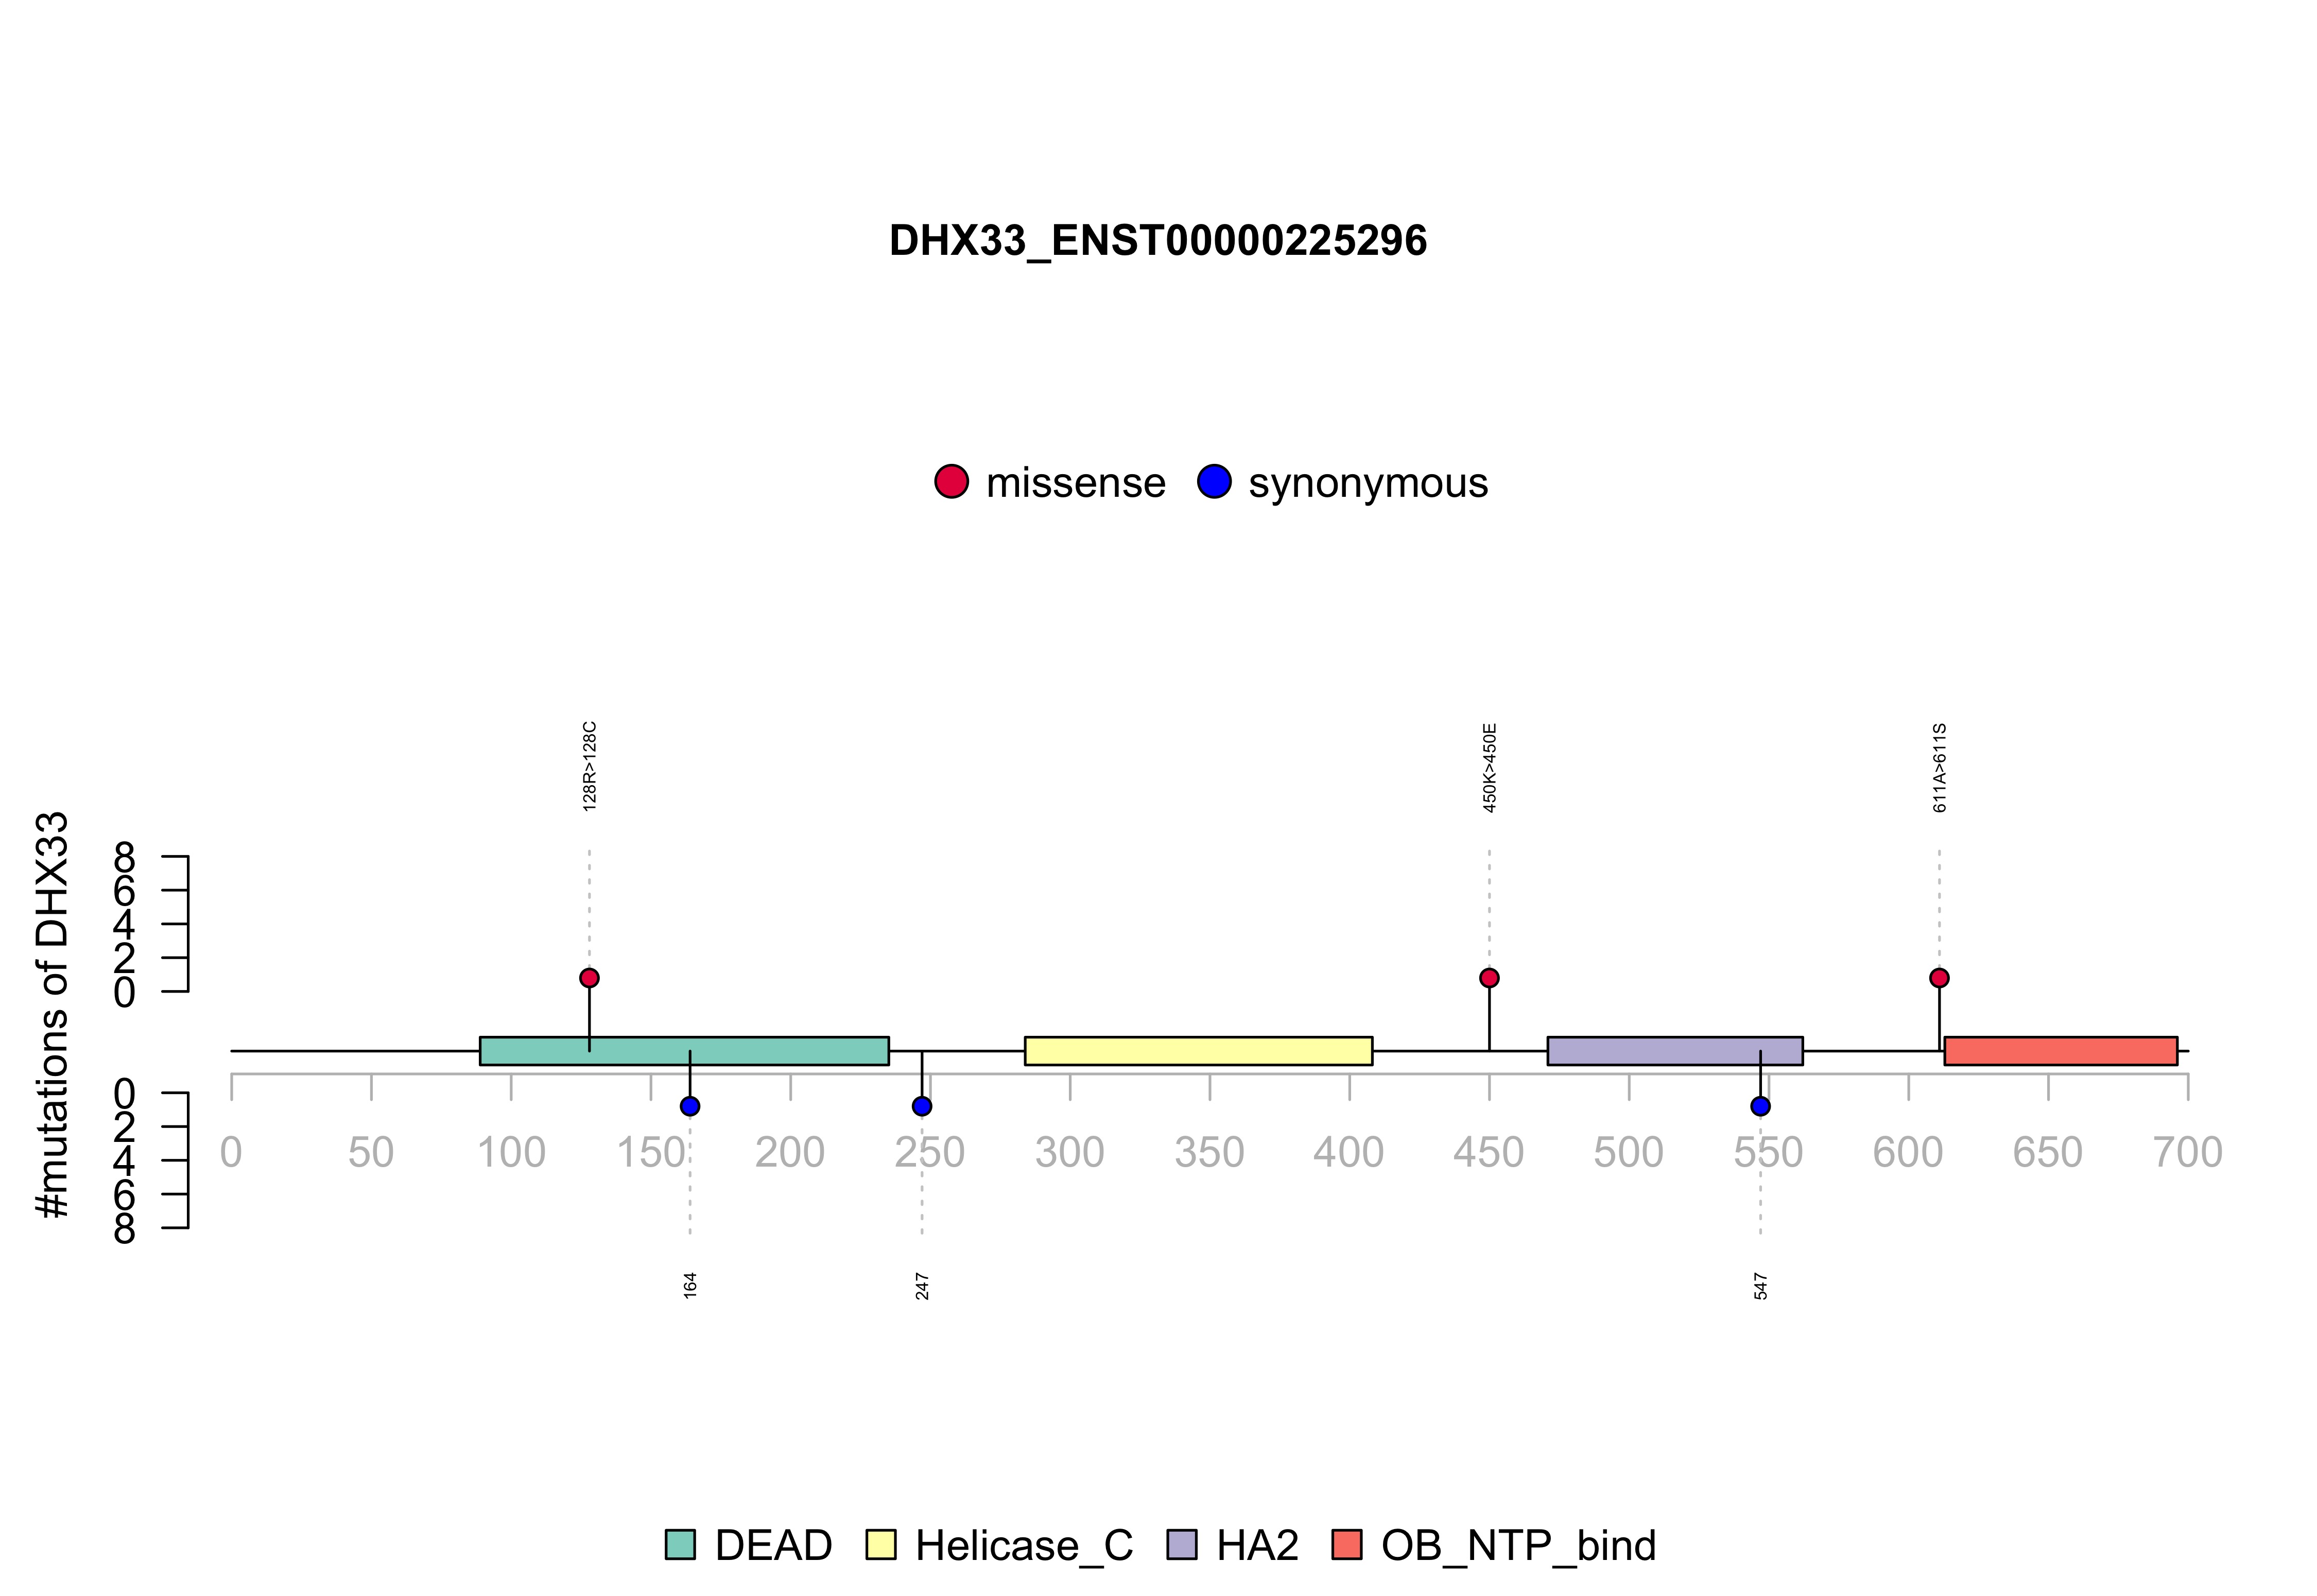 DHX33_ENST00000225296
missense synonymous
128R>128C 450K>450E 611A>611S
#mutations of DHX33
8
6
4
2
0
0
2
4
6
8
0 50 100 150 200 250 300 350 400 450 500 550 600 650 700
164 247 547
DEAD Helicase_C HA2 OB_NTP_bind